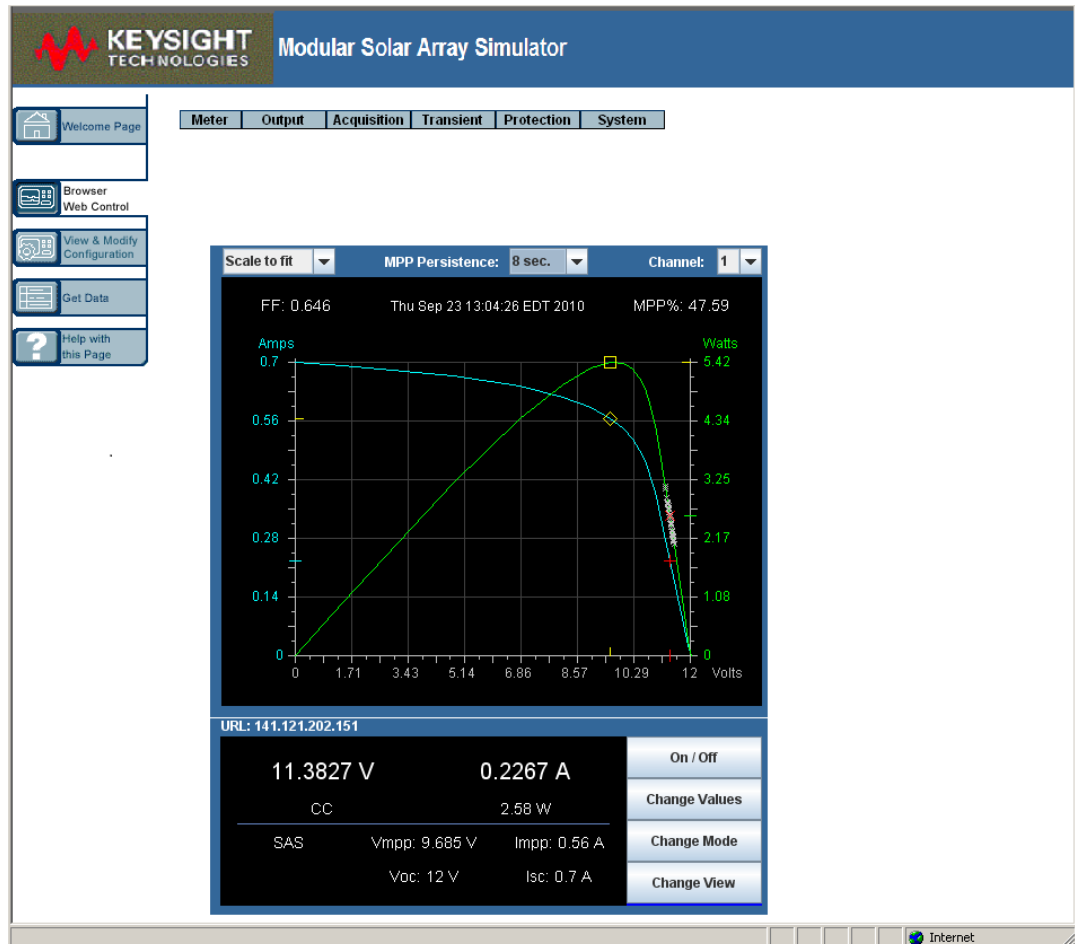 KEYSIGHT
TECHNOLOGIES
Modular Solar Array Simulator
Welcome Page
Browser
Web Control
View & Modify
Configuration
Get Data
?
Help with
this Page
Meter Output Acquisition Transient Protection System
Scale to fit MPP Persistence: 8 sec. Channel: 1
FF: 0.646 Thu Sep 23 13:04:26 EDT 2010 MPP%: 47.59
Amps Watts
0.7 5.42
0.56 4.34
0.42 3.25
0.28 2.17
0.14 1.08
0 0
0 1.71 3.43 5.14 6.86 8.57 10.29 12 Volts
URL: 141.121.202.151
11.3827 V 0.2267 A
CC 2.58 W
SAS Vmpp: 9.685 V Impp: 0.56 A
Voc: 12 V Isc: 0.7 A
On / Off
Change Values
Change Mode
Change View
Internet